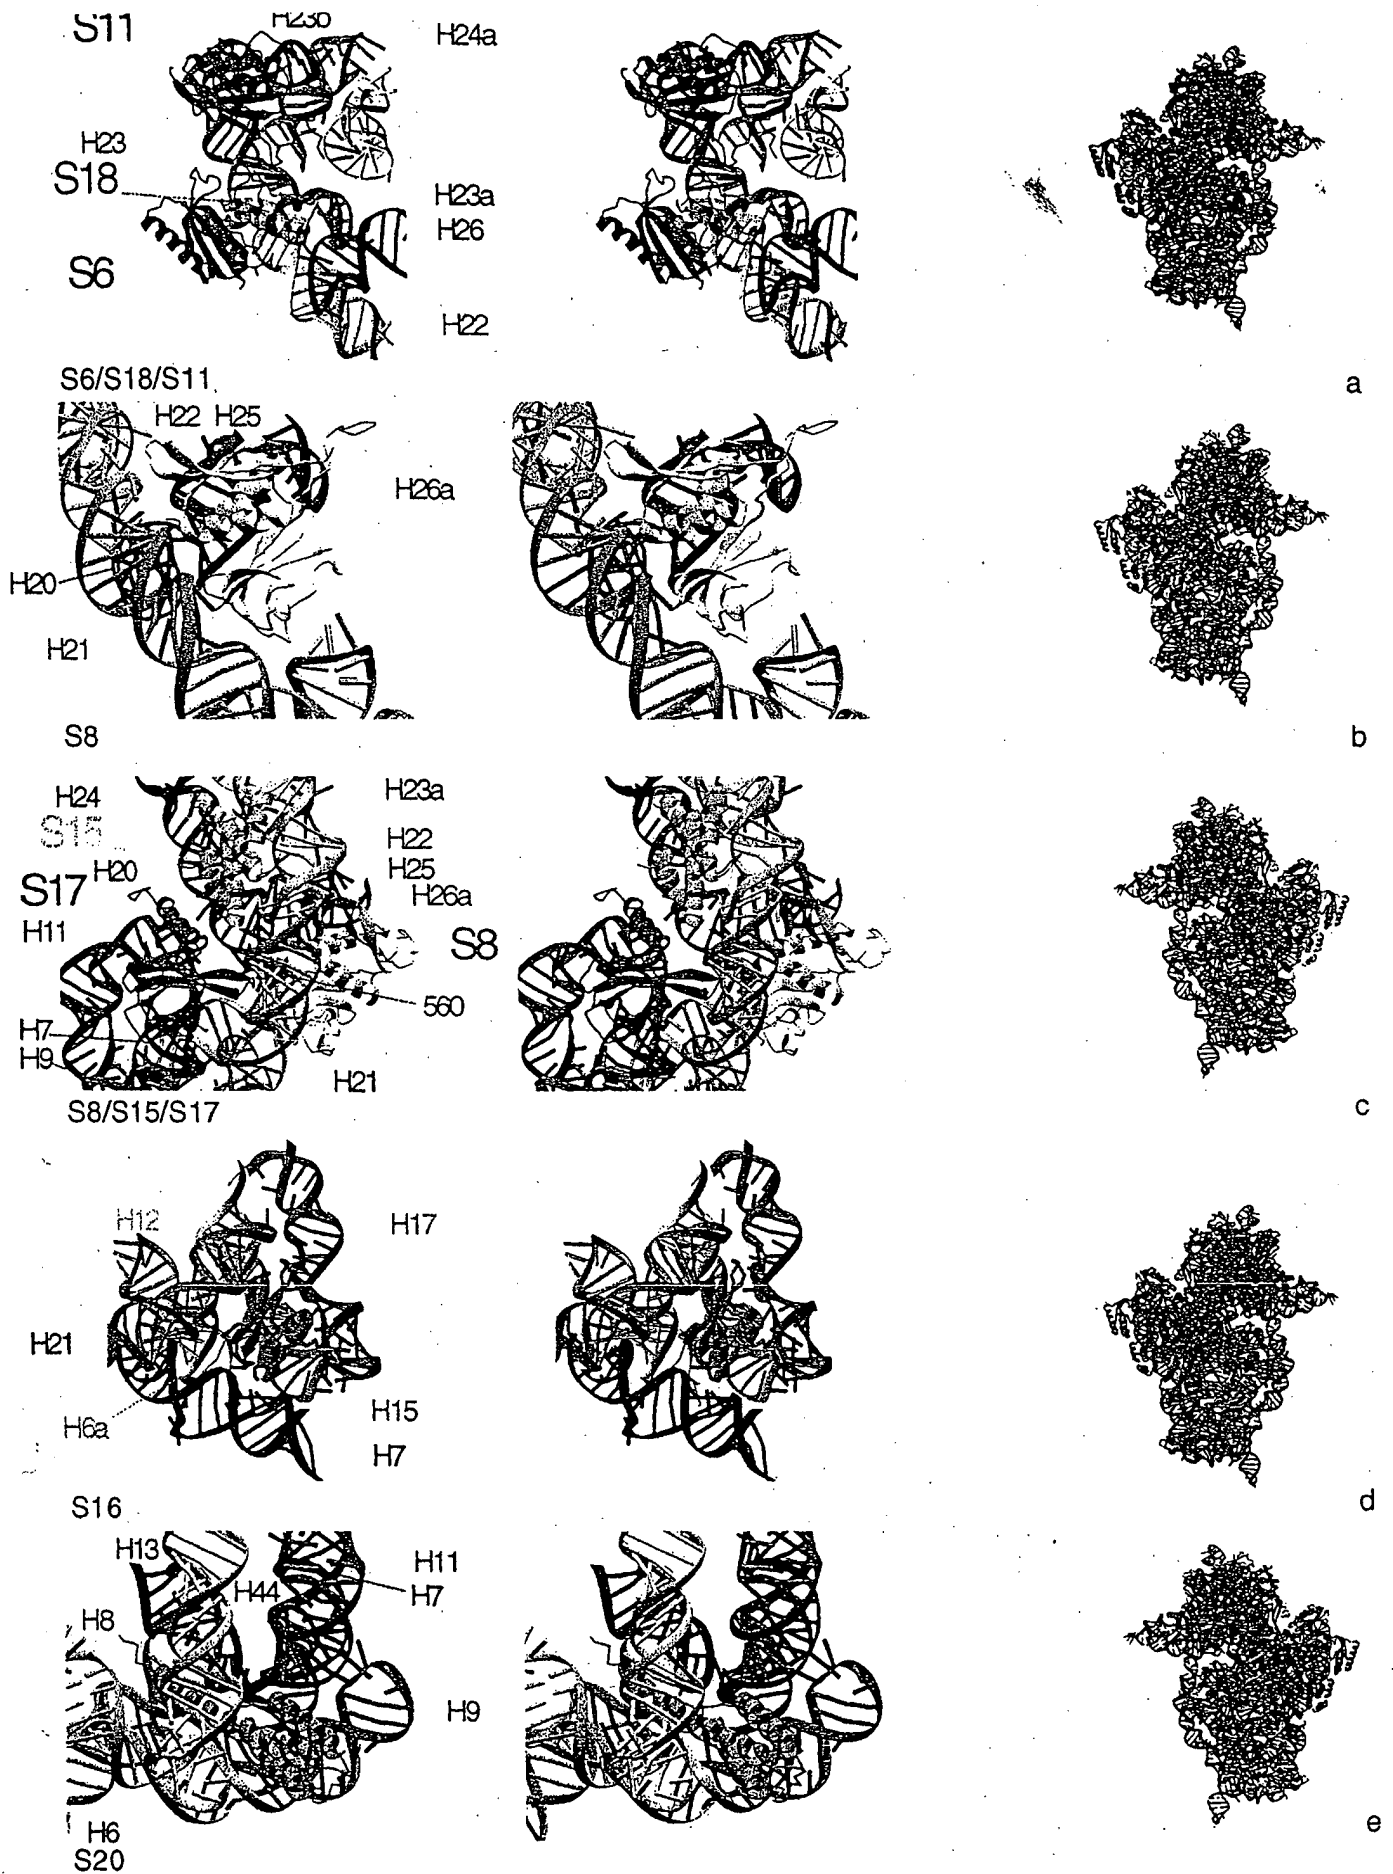 S11 H23b H24a
H23
S18 H23a
H26
S6
H22
S6/S18/S11 a
H22 H25
H26a
H20
H21
S8 b
H24 H23a
S15 H22
H20 H25
S17 H26a
H11 S8
560
H7
H9
H21
S8/S15/S17 c
H12 H17
H21
H15
H6a
H7
S16 d
H13 H11
H44 H7
H8
H9
H6
S20 e